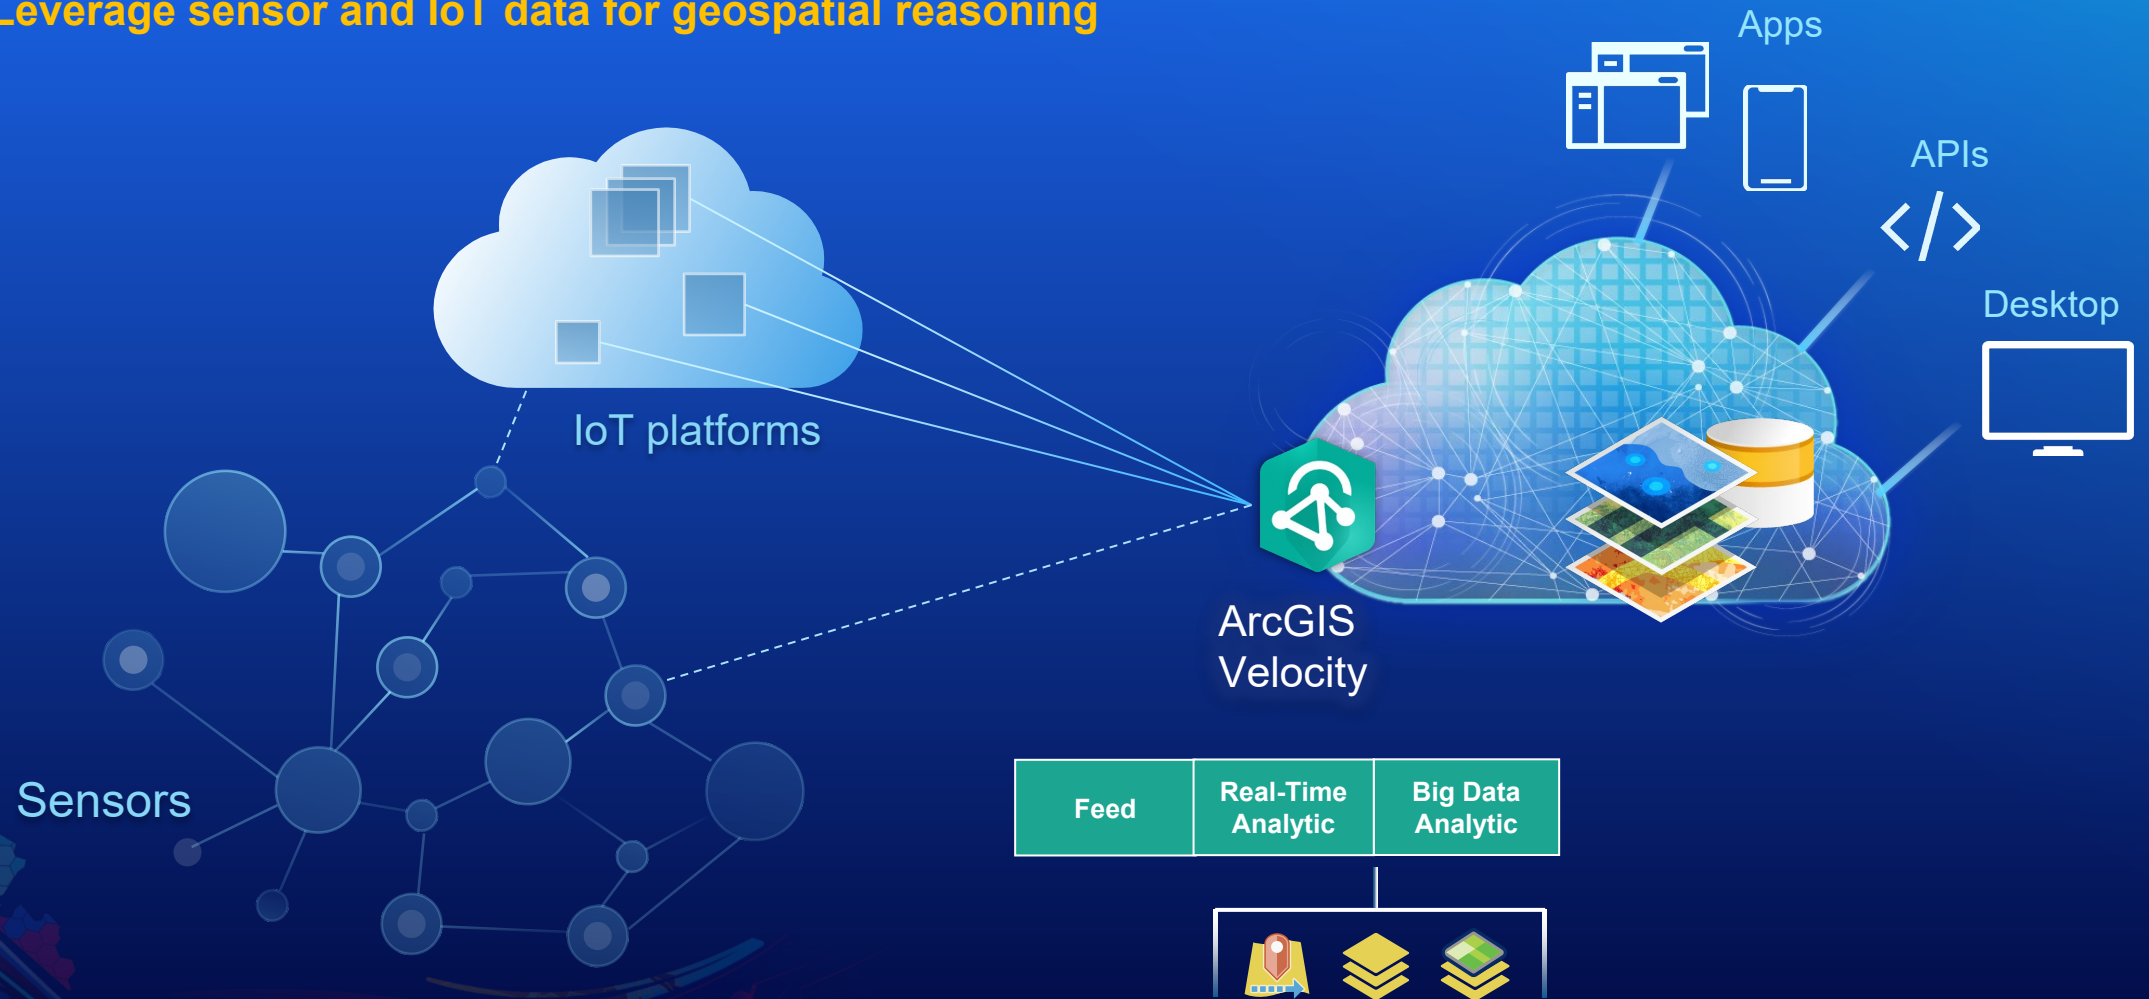 Leverage sensor and IoT data for geospatial reasoning
Apps
APIs
</>
Desktop
IoT platforms
ArcGIS
Velocity
Sensors
Feed
Real-Time
Analytic
Big Data
Analytic